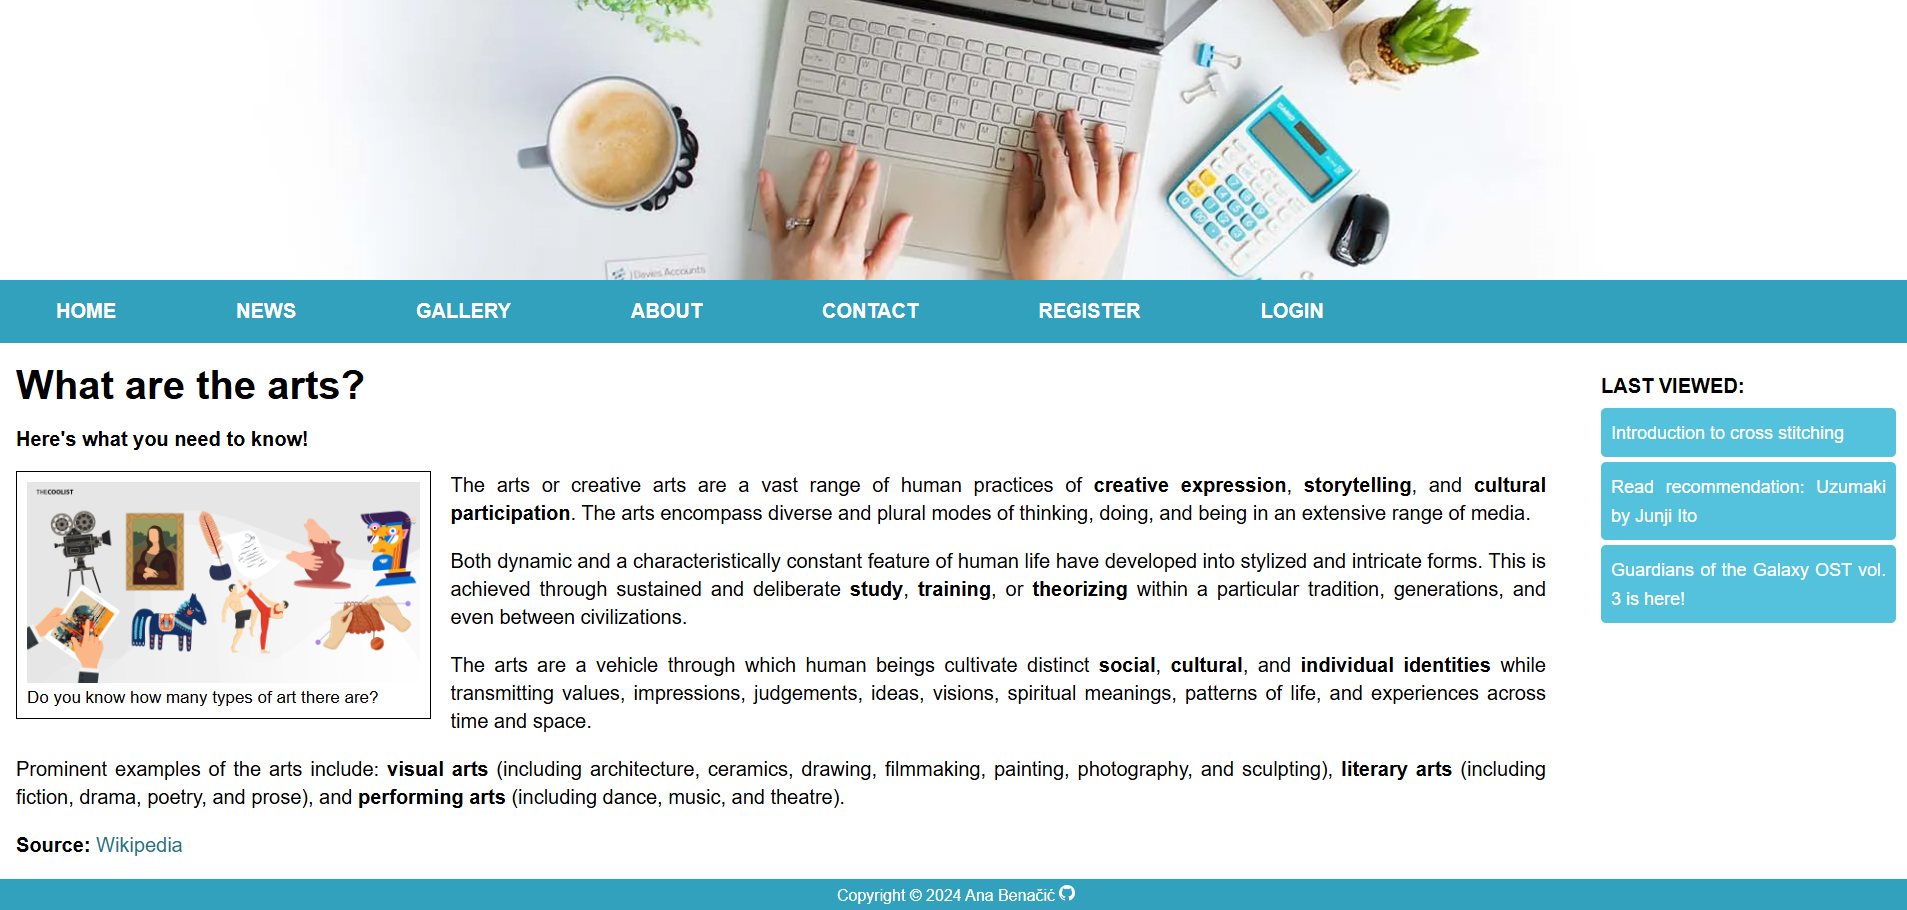 Davies Accounts
CASIO
HOME NEWS GALLERY ABOUT CONTACT REGISTER LOGIN
What are the arts?
Here's what you need to know!
THECOOLIST
Do you know how many types of art there are?
The arts or creative arts are a vast range of human practices of creative expression, storytelling, and cultural
participation. The arts encompass diverse and plural modes of thinking, doing, and being in an extensive range of media.
Both dynamic and a characteristically constant feature of human life have developed into stylized and intricate forms. This is
achieved through sustained and deliberate study, training, or theorizing within a particular tradition, generations, and
even between civilizations.
The arts are a vehicle through which human beings cultivate distinct social, cultural, and individual identities while
transmitting values, impressions, judgements, ideas, visions, spiritual meanings, patterns of life, and experiences across
time and space.
Prominent examples of the arts include: visual arts (including architecture, ceramics, drawing, filmmaking, painting, photography, and sculpting), literary arts (including
fiction, drama, poetry, and prose), and performing arts (including dance, music, and theatre).
Source: Wikipedia
LAST VIEWED:
Introduction to cross stitching
Read recommendation: Uzumaki
by Junji Ito
Guardians of the Galaxy OST vol.
3 is here!
Copyright © 2024 Ana Benačić